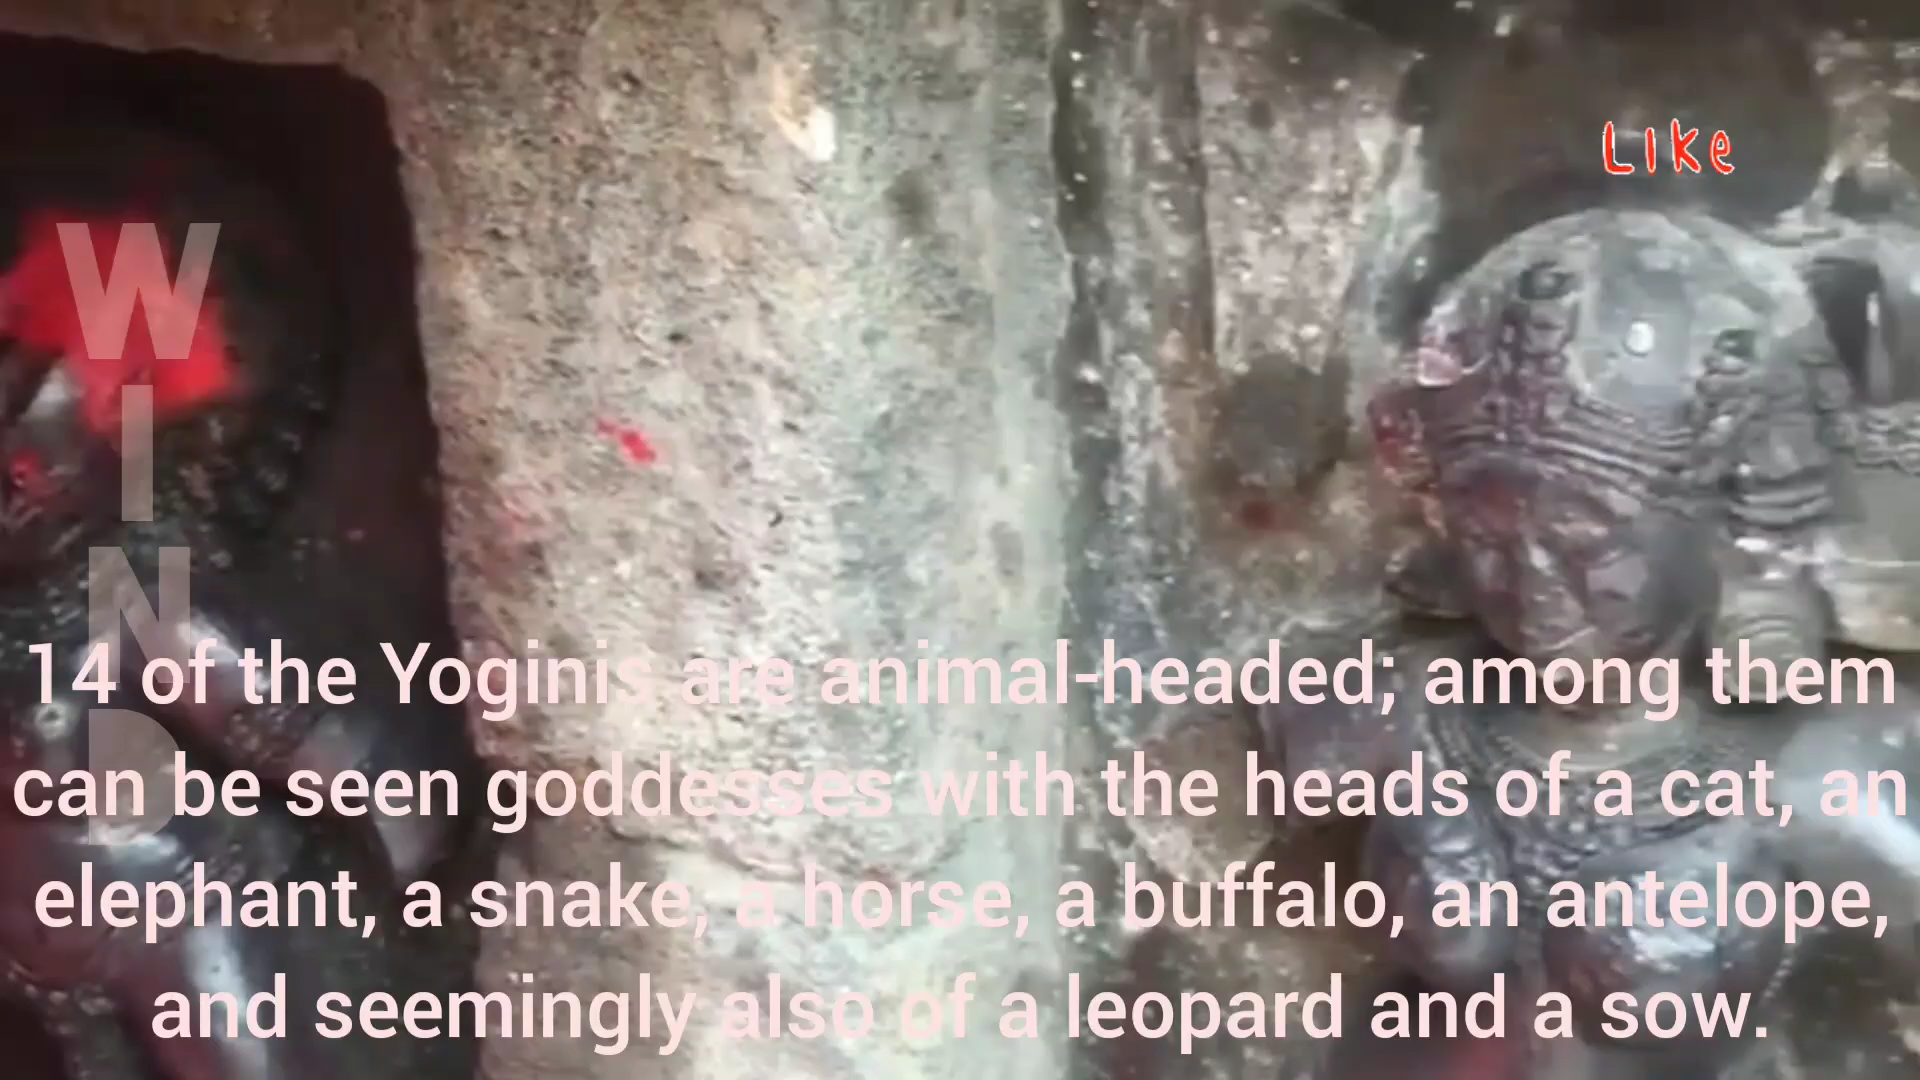 LIKe
WIND
14 of the Yoginis are animal-headed; among them
can be seen goddesses with the heads of a cat, an
elephant, a snake, a horse, a buffalo, an antelope,
and seemingly also of a leopard and a sow.